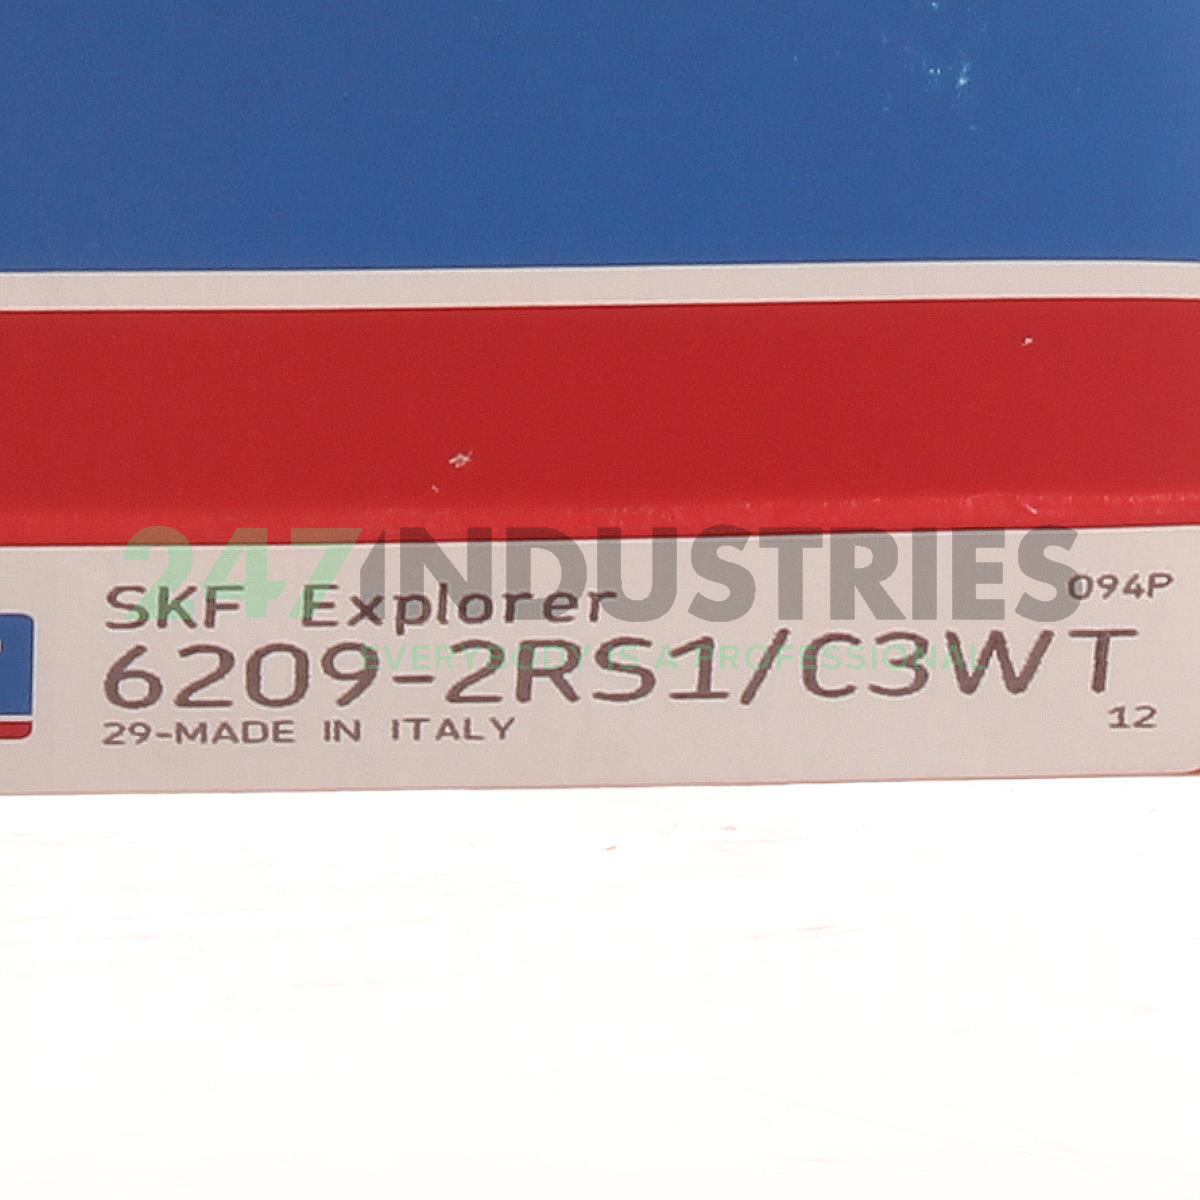 247INDUSTRIES
EVERYBODY IS A PROFESSIONAL
SKF Explorer
094P
6209-2RS1/C3WT
29-MADE IN ITALY
12